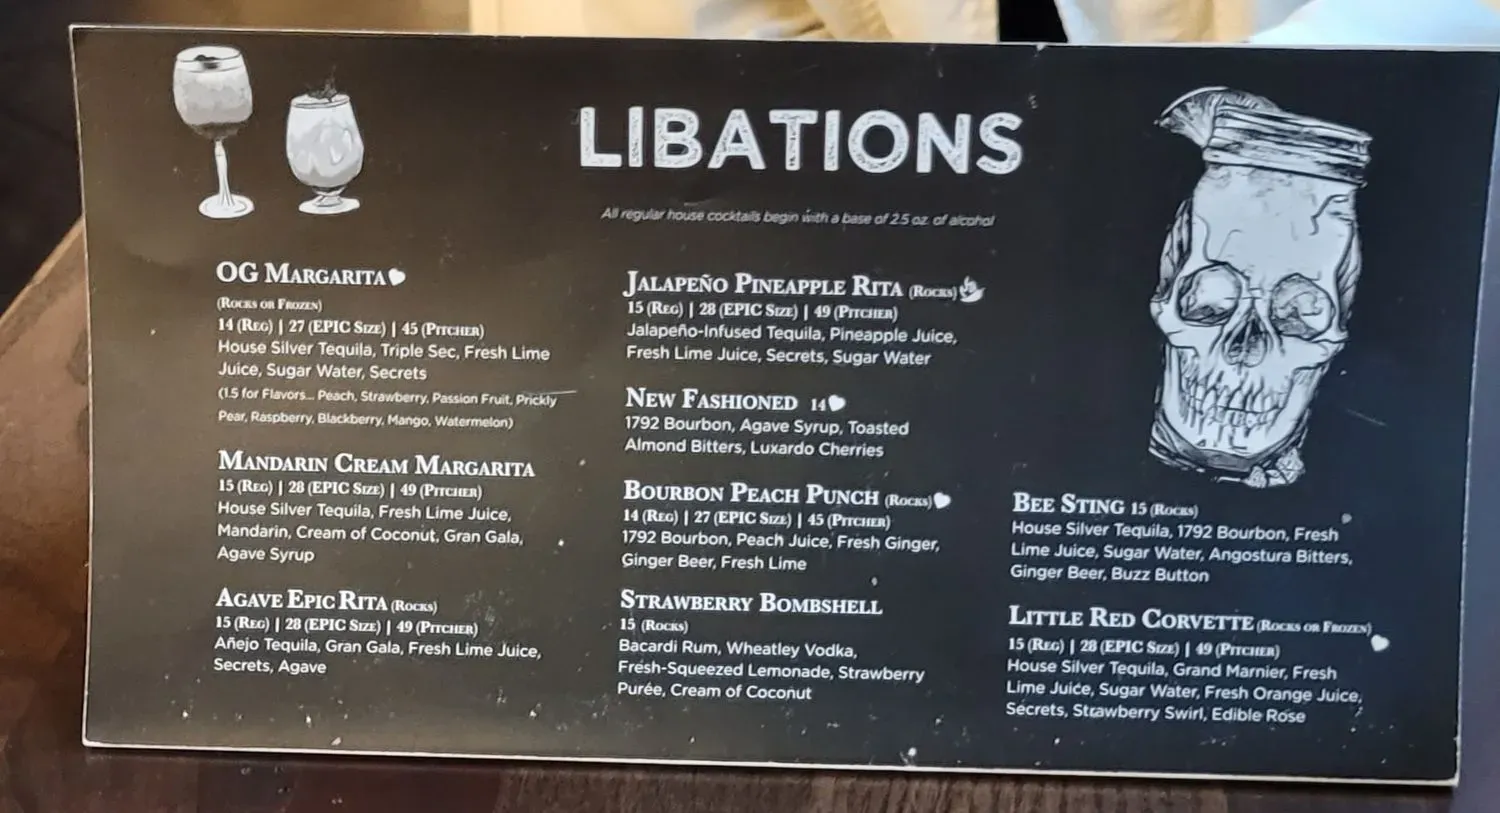 LIBATIONS
All regular house cocktails begin with a base of 2.5 oz. of alcohol
OG MARGARITA
(ROCKS OR FROZEN)
14 (REG) | 27 (EPIC SIZE) | 45 (PITCHER)
House Silver Tequila, Triple Sec, Fresh Lime
Juice, Sugar Water, Secrets
(1.5 for Flavors... Peach, Strawberry, Passion Fruit, Prickly
Pear, Raspberry, Blackberry, Mango, Watermelon)
MANDARIN CREAM MARGARITA
15 (REG) | 28 (EPIC SIZE) | 49 (PITCHER)
House Silver Tequila, Fresh Lime Juice,
Mandarin, Cream of Coconut, Gran Gala,
Agave Syrup
AGAVE EPIC RITA (ROCKS)
15 (REG) | 28 (EPIC SIZE) | 49 (PITCHER)
Añejo Tequila, Gran Gala, Fresh Lime Juice,
Secrets, Agave
JALAPEÑO PINEAPPLE RITA (ROCKS)
15 (REG) | 28 (EPIC SIZE) | 49 (PITCHER)
Jalapeño-Infused Tequila, Pineapple Juice,
Fresh Lime Juice, Secrets, Sugar Water
NEW FASHIONED 14
1792 Bourbon, Agave Syrup, Toasted
Almond Bitters, Luxardo Cherries
BOURBON PEACH PUNCH (ROCKS)
14 (REG) | 27 (EPIC SIZE) | 45 (PITCHER)
1792 Bourbon, Peach Juice, Fresh Ginger,
Ginger Beer, Fresh Lime
STRAWBERRY BOMBSHELL
15 (ROCKS)
Bacardi Rum, Wheatley Vodka,
Fresh-Squeezed Lemonade, Strawberry
Purée, Cream of Coconut
BEE STING 15 (ROCKS)
House Silver Tequila, 1792 Bourbon, Fresh
Lime Juice, Sugar Water, Angostura Bitters,
Ginger Beer, Buzz Button
LITTLE RED CORVETTE (ROCKS OR FROZEN)
15 (REG) | 28 (EPIC SIZE) | 49 (PITCHER)
House Silver Tequila, Grand Marnier, Fresh
Lime Juice, Sugar Water, Fresh Orange Juice,
Secrets, Strawberry Swirl, Edible Rose